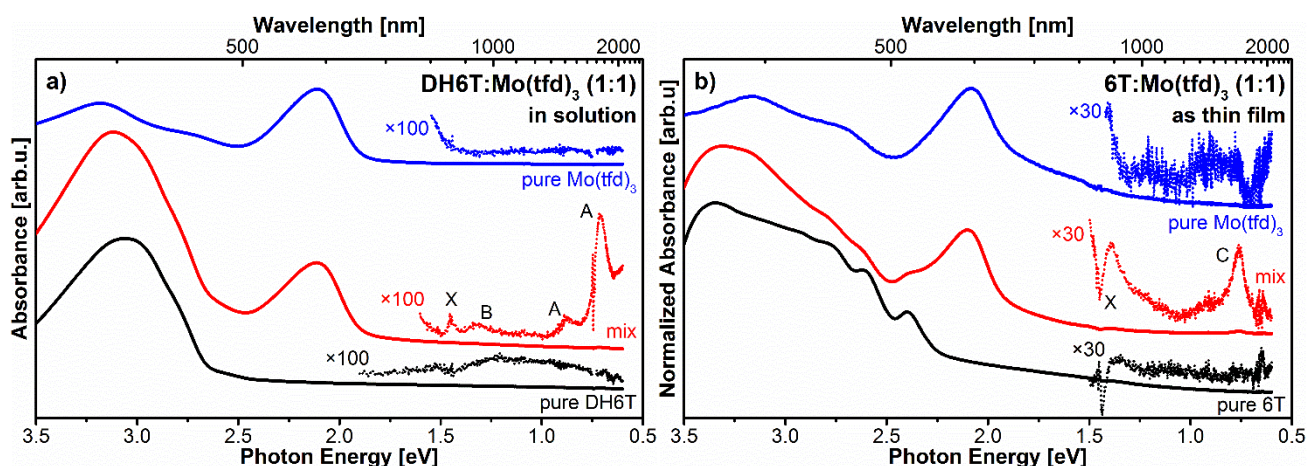 Wavelength [nm]
500 1000 1500 2000
a) DH6T:Mo(tfd)3 (1:1)
in solution
×100
pure Mo(tfd)3
A
×100 X B A
mix
×100
pure DH6T
Absorbance [arb.u.]
3.5 3.0 2.5 2.0 1.5 1.0 0.5
Photon Energy [eV]
Wavelength [nm]
500 1000 1500 2000
b) 6T:Mo(tfd)3 (1:1)
as thin film
×30
pure Mo(tfd)3
×30 C
mix
X
×30
pure 6T
Normalized Absorbance [arb.u]
3.5 3.0 2.5 2.0 1.5 1.0 0.5
Photon Energy [eV]